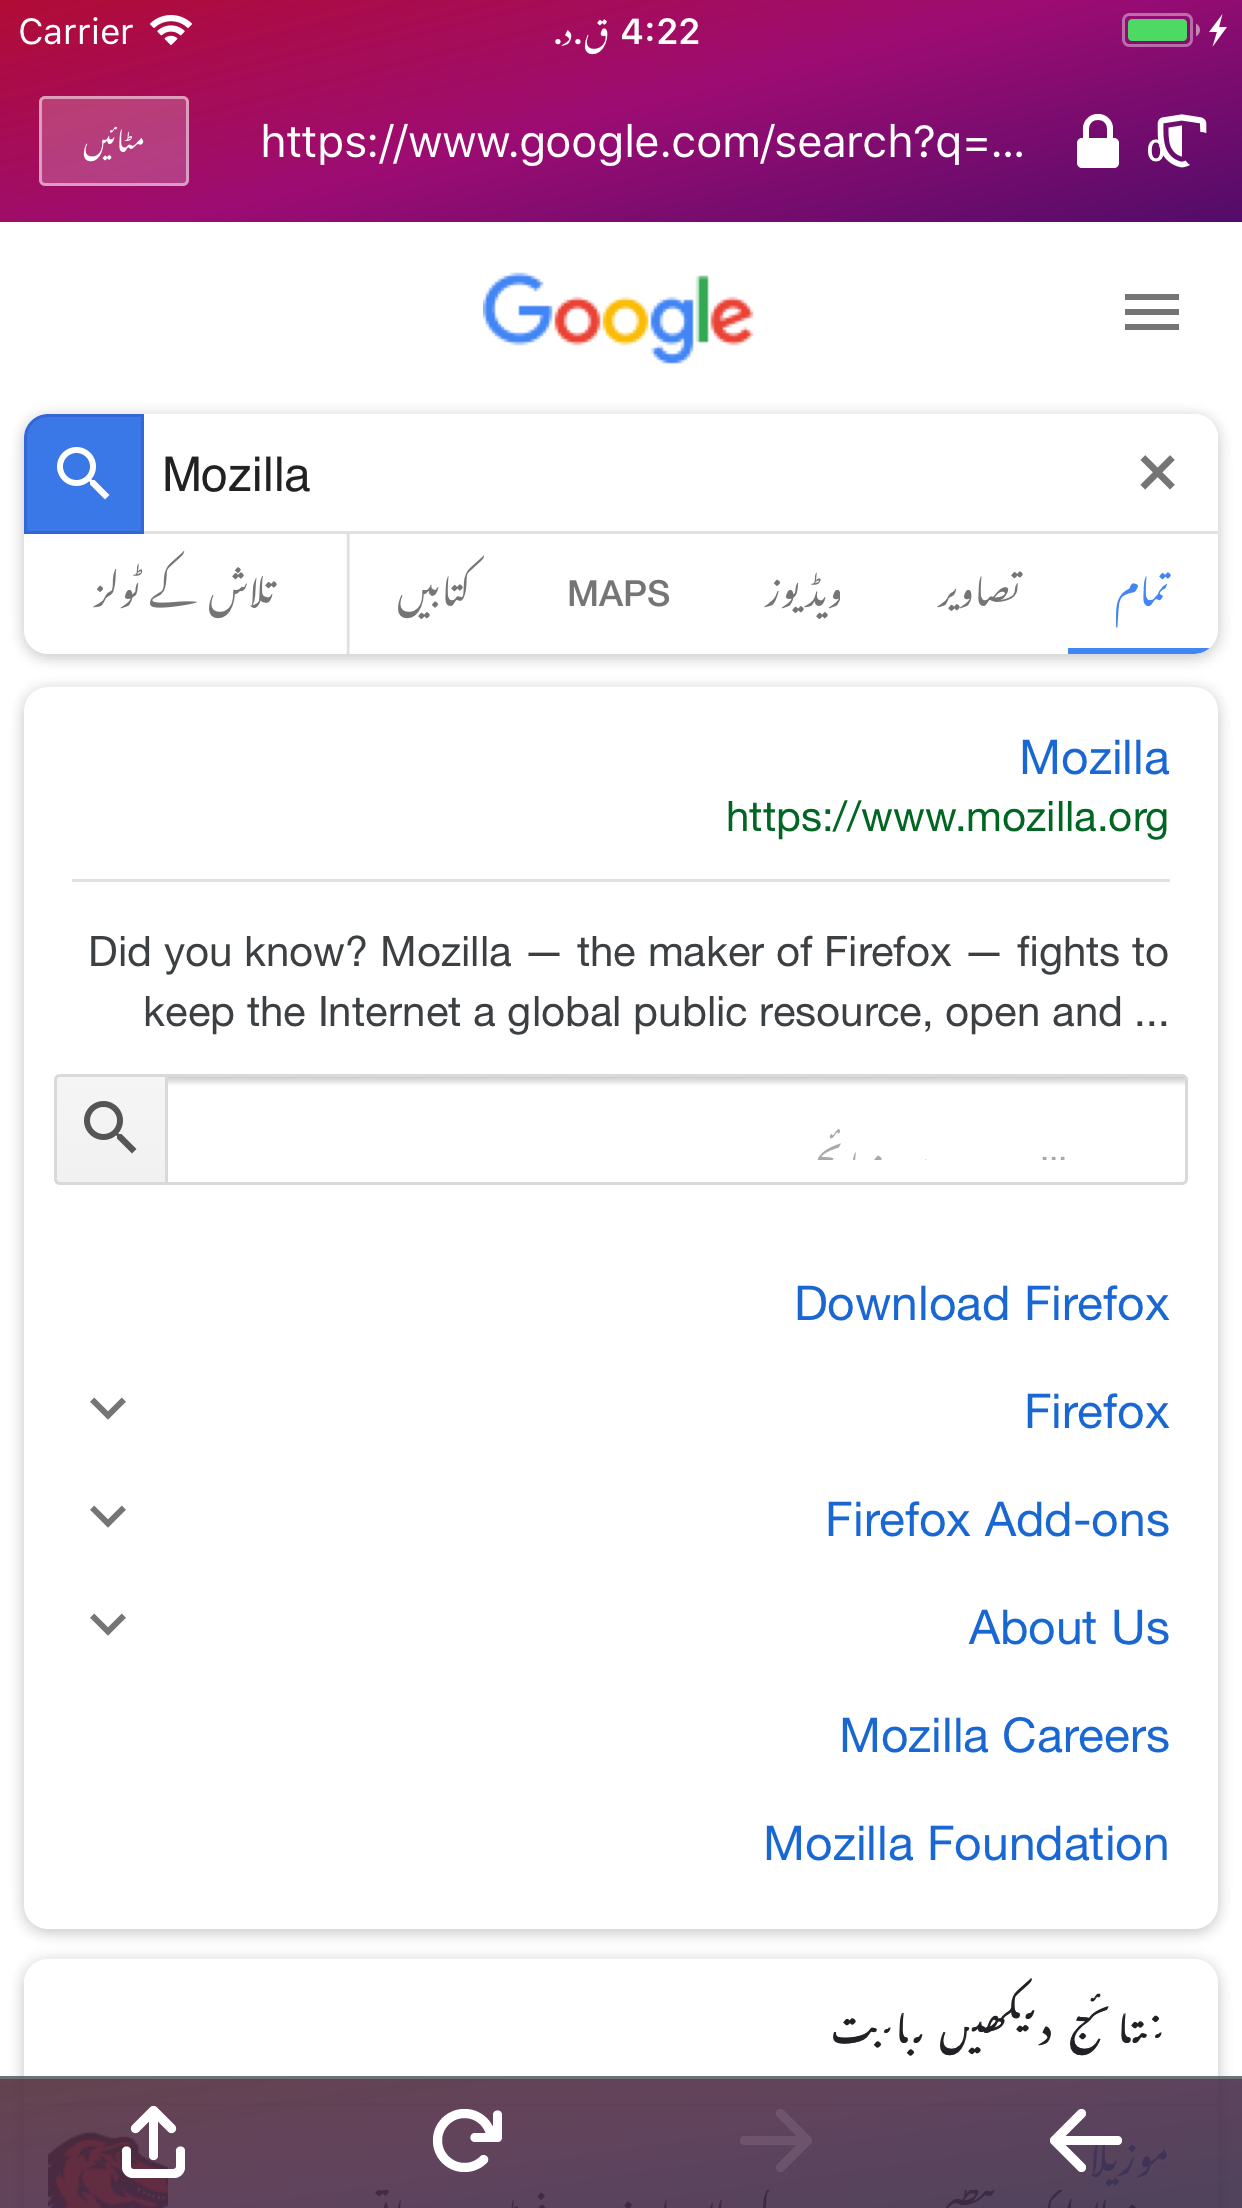 Carrier
4:22 ق.د.
مٹائیں
https://www.google.com/search?q=...
Google
Mozilla
تمام
تصاویر
ویڈیوز
MAPS
کتابیں
تلاش کے ٹولز
Mozilla
https://www.mozilla.org
Did you know? Mozilla — the maker of Firefox — fights to
keep the Internet a global public resource, open and ...
Download Firefox
Firefox
Firefox Add-ons
About Us
Mozilla Careers
Mozilla Foundation
نتائج دیکھیں بابت
موزیلا